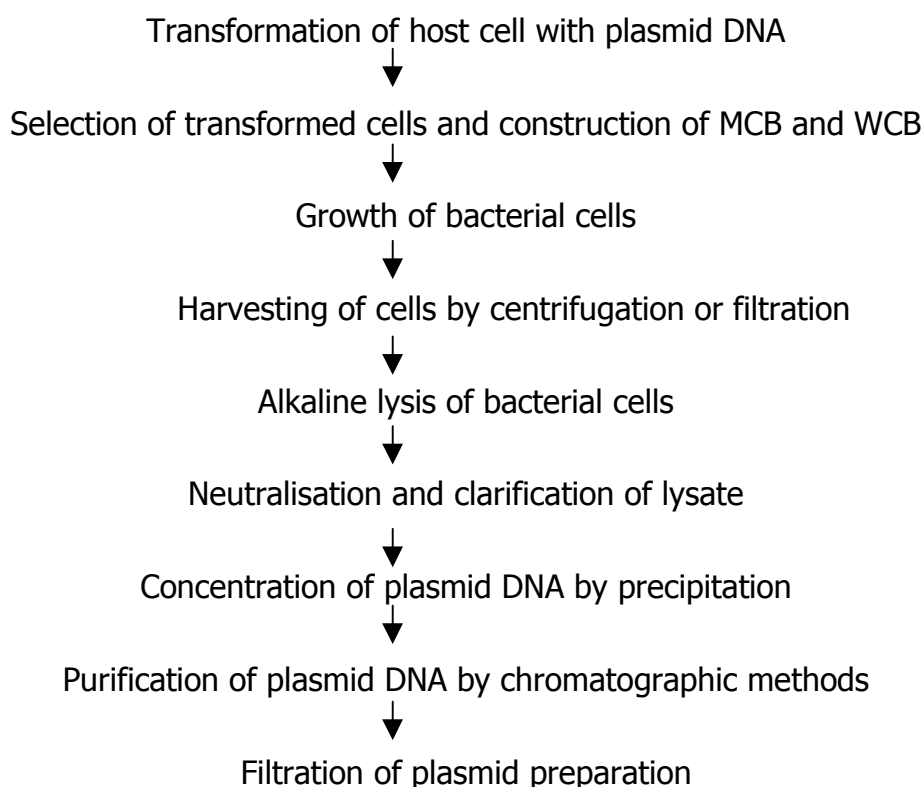 Transformation of host cell with plasmid DNA
Selection of transformed cells and construction of MCB and WCB
Growth of bacterial cells
Harvesting of cells by centrifugation or filtration
Alkaline lysis of bacterial cells
Neutralisation and clarification of lysate
Concentration of plasmid DNA by precipitation
Purification of plasmid DNA by chromatographic methods
Filtration of plasmid preparation